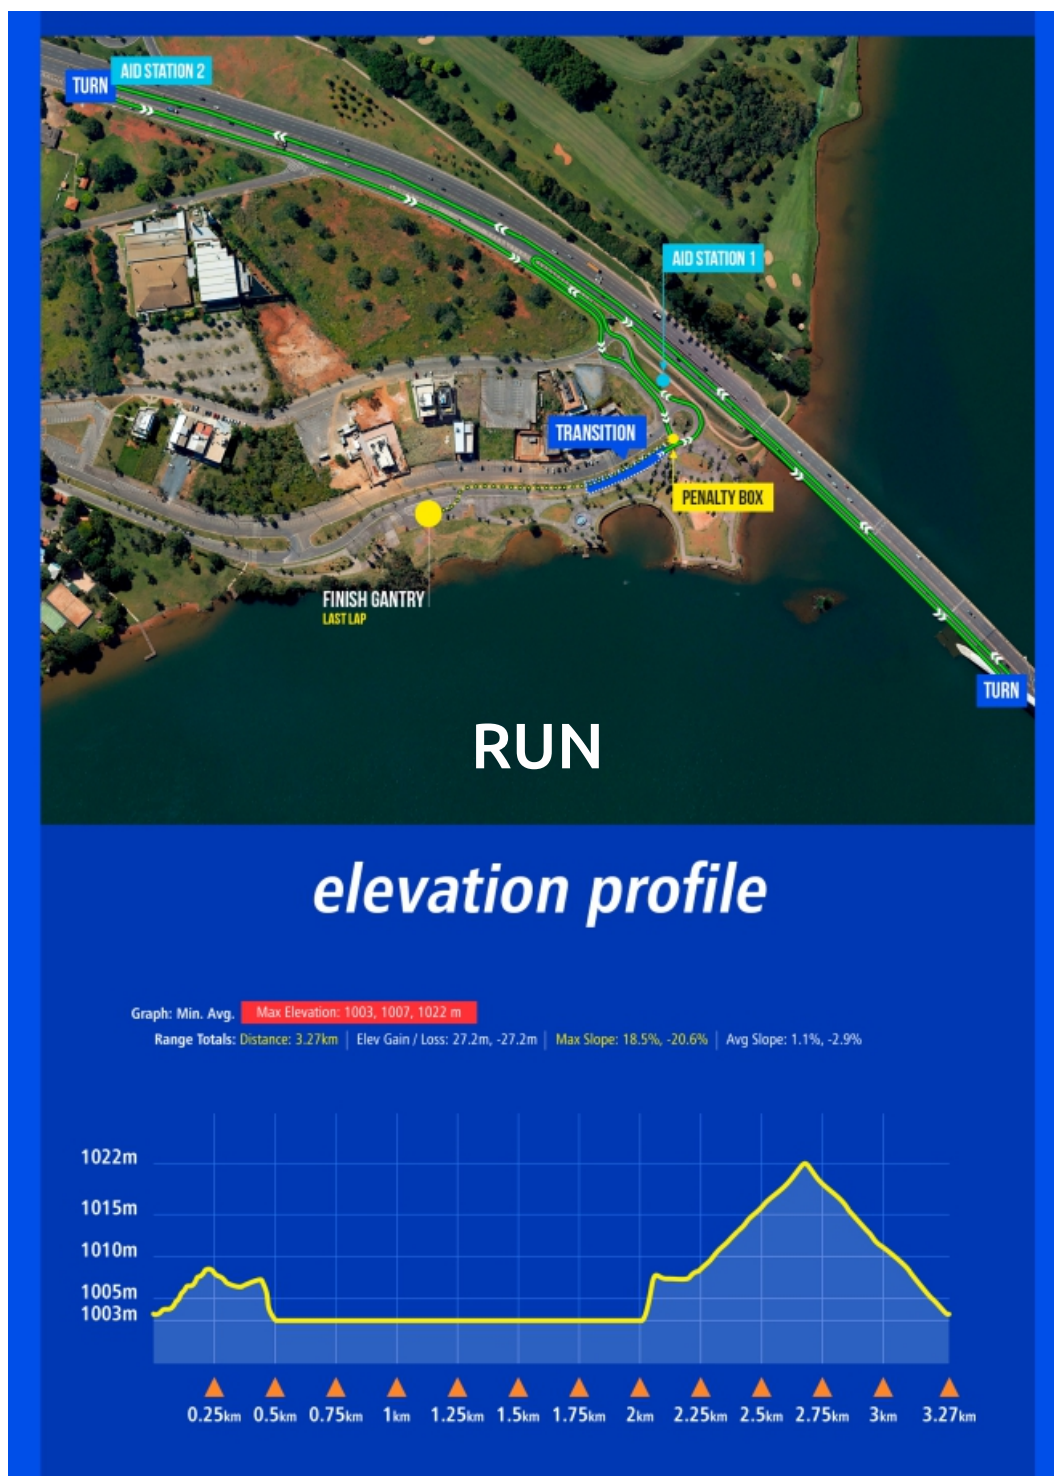 AID STATION 2
TURN
AID STATION 1
TRANSITION
PENALTY BOX
FINISH GANTRY
LAST LAP
TURN
RUN
elevation profile
Graph: Min. Avg. Max Elevation: 1003, 1007, 1022 m
Range Totals: Distance: 3.27km | Elev Gain / Loss: 27.2m, -27.2m | Max Slope: 18.5%, -20.6% | Avg Slope: 1.1%, -2.9%
1022m
1015m
1010m
1005m
1003m
0.25km 0.5km 0.75km 1km 1.25km 1.5km 1.75km 2km 2.25km 2.5km 2.75km 3km 3.27km